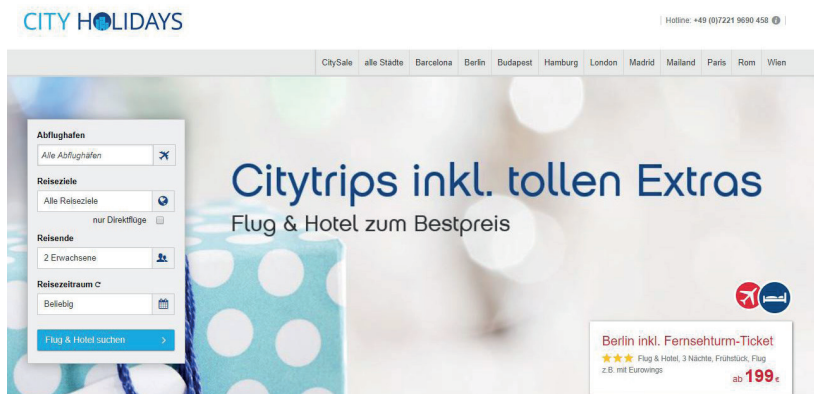 CITY HOLIDAYS
Hotline: +49 (0)7221 9690 458
CitySale alle Städte Barcelona Berlin Budapest Hamburg London Madrid Mailand Paris Rom Wien
Abflughafen
Alle Abflughäfen
Reiseziele
Alle Reiseziele
nur Direktflüge
Reisende
2 Erwachsene
Reisezeitraum
Beliebig
Flug & Hotel suchen
Citytrips inkl. tollen Extras
Flug & Hotel zum Bestpreis
Berlin inkl. Fernsehturm-Ticket
Flug & Hotel, 3 Nächte, Frühstück, Flug
z.B. mit Eurowings
ab 199€